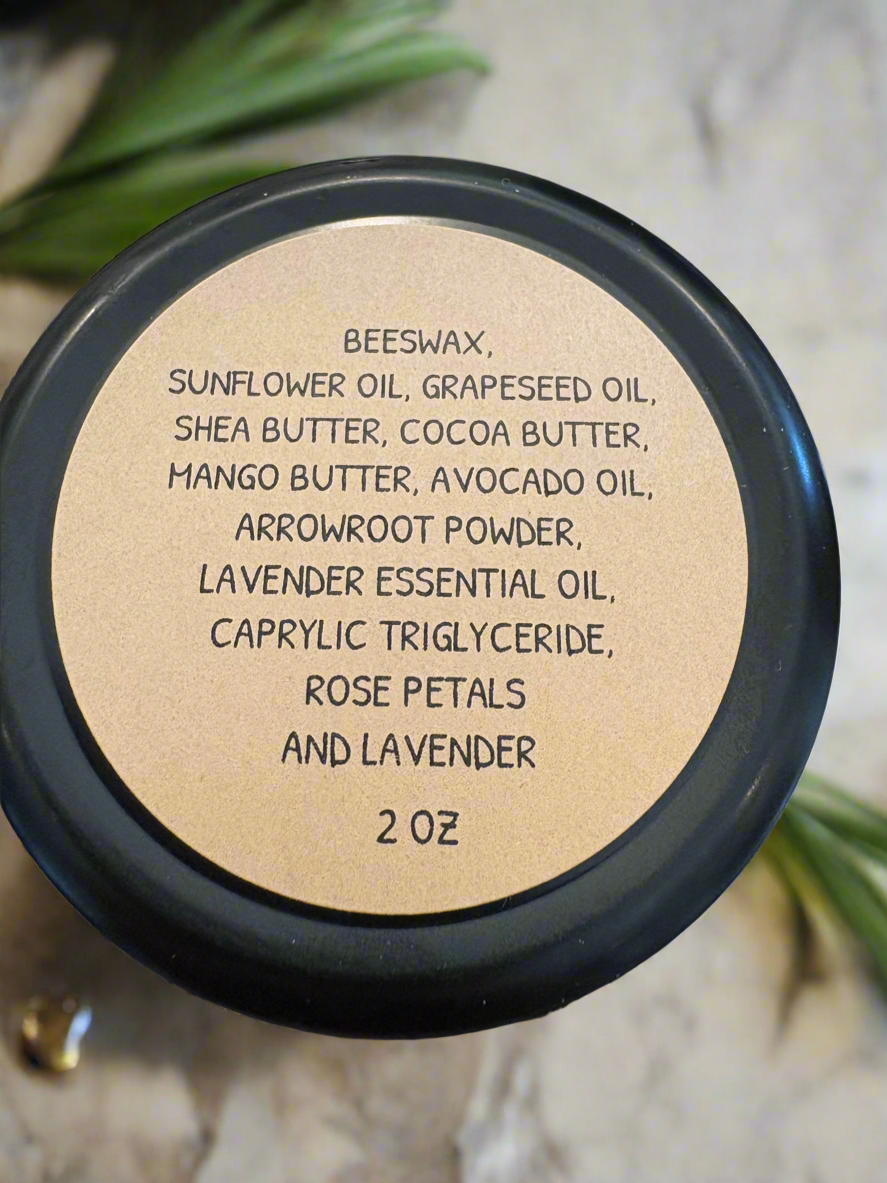 BEESWAX,
SUNFLOWER OIL, GRAPESEED OIL,
SHEA BUTTER, COCOA BUTTER,
MANGO BUTTER, AVOCADO OIL,
ARROWROOT POWDER,
LAVENDER ESSENTIAL OIL,
CAPRYLIC TRIGLYCERIDE,
ROSE PETALS
AND LAVENDER
2 OZ